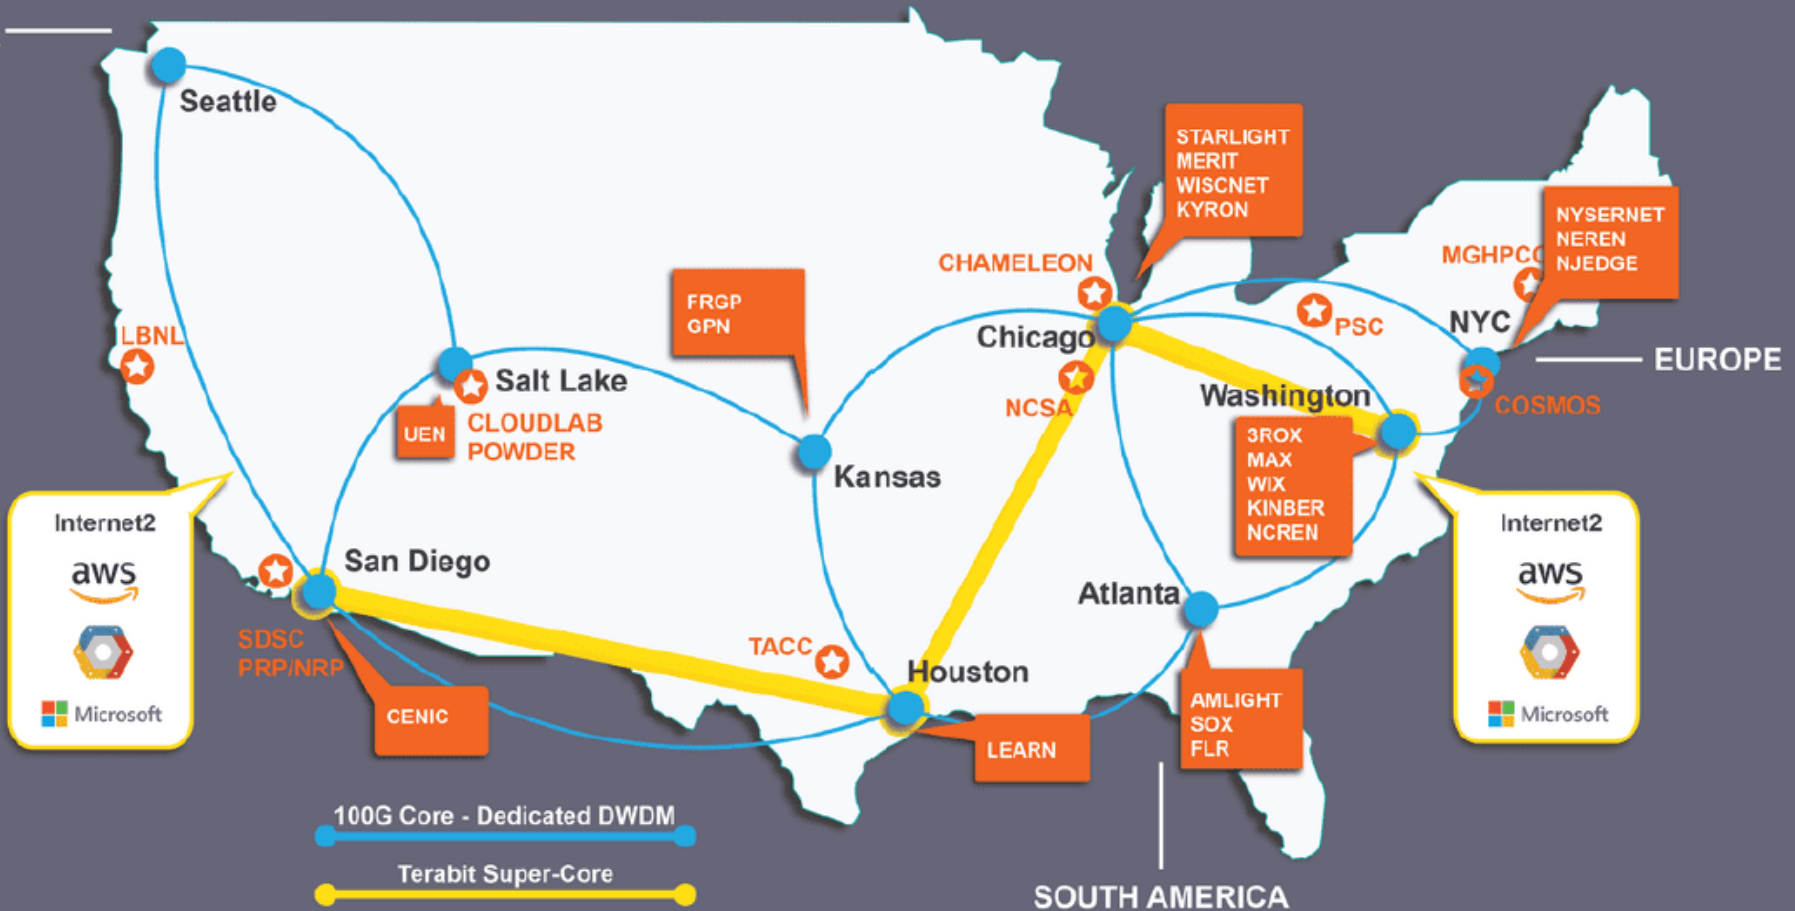 Seattle
STARLIGHT
MERIT
WISCNET
KYRON
NYSERNET
NEREN
NJEDGE
MGHPCC
CHAMELEON
FRGP
GPN
LBNL
PSC
NYC
Chicago
EUROPE
Salt Lake
NCSA
Washington
COSMOS
UEN
CLOUDLAB
POWDER
3ROX
MAX
WIX
KINBER
NCREN
Kansas
Internet2
aws
Microsoft
San Diego
Internet2
aws
Microsoft
Atlanta
SDSC
PRP/NRP
TACC
Houston
CENIC
LEARN
AMLIGHT
SOX
FLR
100G Core - Dedicated DWDM
Terabit Super-Core
SOUTH AMERICA